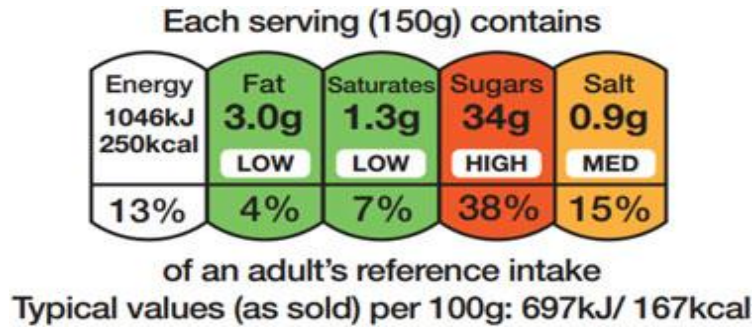 Each serving (150g) contains
Energy
1046kJ
250kcal
13%
Fat
3.0g
LOW
4%
Saturates
1.3g
LOW
7%
Sugars
34g
HIGH
38%
Salt
0.9g
MED
15%
of an adult's reference intake
Typical values (as sold) per 100g: 697kJ/ 167kcal